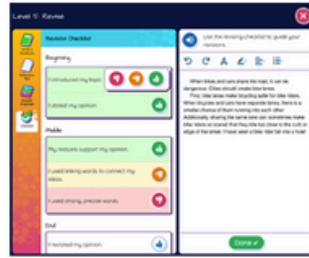 Level 5: Revise
Revision Checklist
Use the revising checklist to guide your
revisions.
Beginning
I introduced my topic.
I stated my opinion.
Middle
My reasons support my opinion.
I used linking words to connect my
ideas.
I used strong, precise words.
End
I restated my opinion.
When bikes and cars share the road, it can be
dangerous. Cities should create bike lanes.
First, bike lanes make bicycling safer for bike riders.
When bicycles and cars have separate lanes, there is a
smaller chance of them running into each other.
Additionally, sharing the same lane can sometimes make
bike riders so scared that they ride too close to the curb or
edge of the street. I have seen a bike rider fall into a hole!
Done